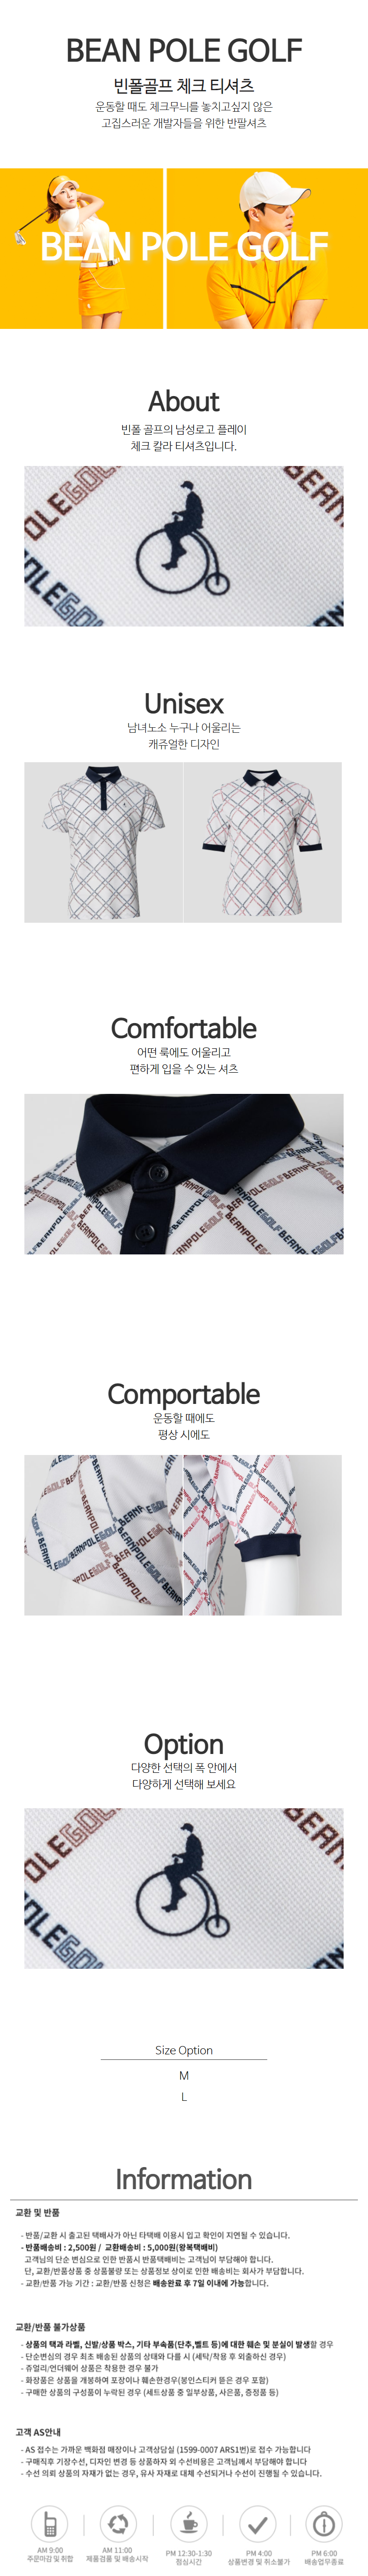 BEAN POLE GOLF
빈폴골프 체크 티셔츠
운동할 때도 체크무늬를 놓치고싶지 않은
고집스러운 개발자들을 위한 반팔셔츠
BEAN POLE GOLF
About
빈폴 골프의 남성로고 플레이
체크 칼라 티셔츠입니다.
Unisex
남녀노소 누구나 어울리는
캐쥬얼한 디자인
Comfortable
어떤 룩에도 어울리고
편하게 입을 수 있는 셔츠
Comportable
운동할 때에도
평상 시에도
Option
다양한 선택의 폭 안에서
다양하게 선택해 보세요
Size Option
M
L
Information
교환 및 반품
- 반품/교환 시 출고된 택배사가 아닌 타택배 이용시 입고 확인이 지연될 수 있습니다.
- 반품배송비 : 2,500원 / 교환배송비 : 5,000원(왕복택배비)
고객님의 단순 변심으로 인한 반품시 반품택배비는 고객님이 부담해야 합니다.
단, 교환/반품상품 중 상품불량 또는 상품정보 상이로 인한 배송비는 회사가 부담합니다.
- 교환/반품 가능 기간 : 교환/반품 신청은 배송완료 후 7일 이내에 가능합니다.
교환/반품 불가상품
- 상품의 택과 라벨, 신발/상품 박스, 기타 부속품(단추,벨트 등)에 대한 훼손 및 분실이 발생할 경우
- 단순변심의 경우 최초 배송된 상품의 상태와 다를 시 (세탁/착용 후 외출하신 경우)
- 쥬얼리/언더웨어 상품은 착용한 경우 불가
- 화장품은 상품을 개봉하여 포장이나 훼손한경우(봉인스티커 뜯은 경우 포함)
- 구매한 상품의 구성품이 누락된 경우 (세트상품 중 일부상품, 사은품, 증정품 등)
고객 AS안내
- AS 접수는 가까운 백화점 매장이나 고객상담실 (1599-0007 ARS1번)로 접수 가능합니다
- 구매직후 기장수선, 디자인 변경 등 상품하자 외 수선비용은 고객님께서 부담해야 합니다
- 수선 의뢰 상품의 자재가 없는 경우, 유사 자재로 대체 수선되거나 수선이 진행될 수 있습니다.
AM 9:00
주문마감 및 취합
AM 11:00
제품검품 및 배송시작
PM 12:30-1:30
점심시간
PM 4:00
상품변경 및 취소불가
PM 6:00
배송업무종료